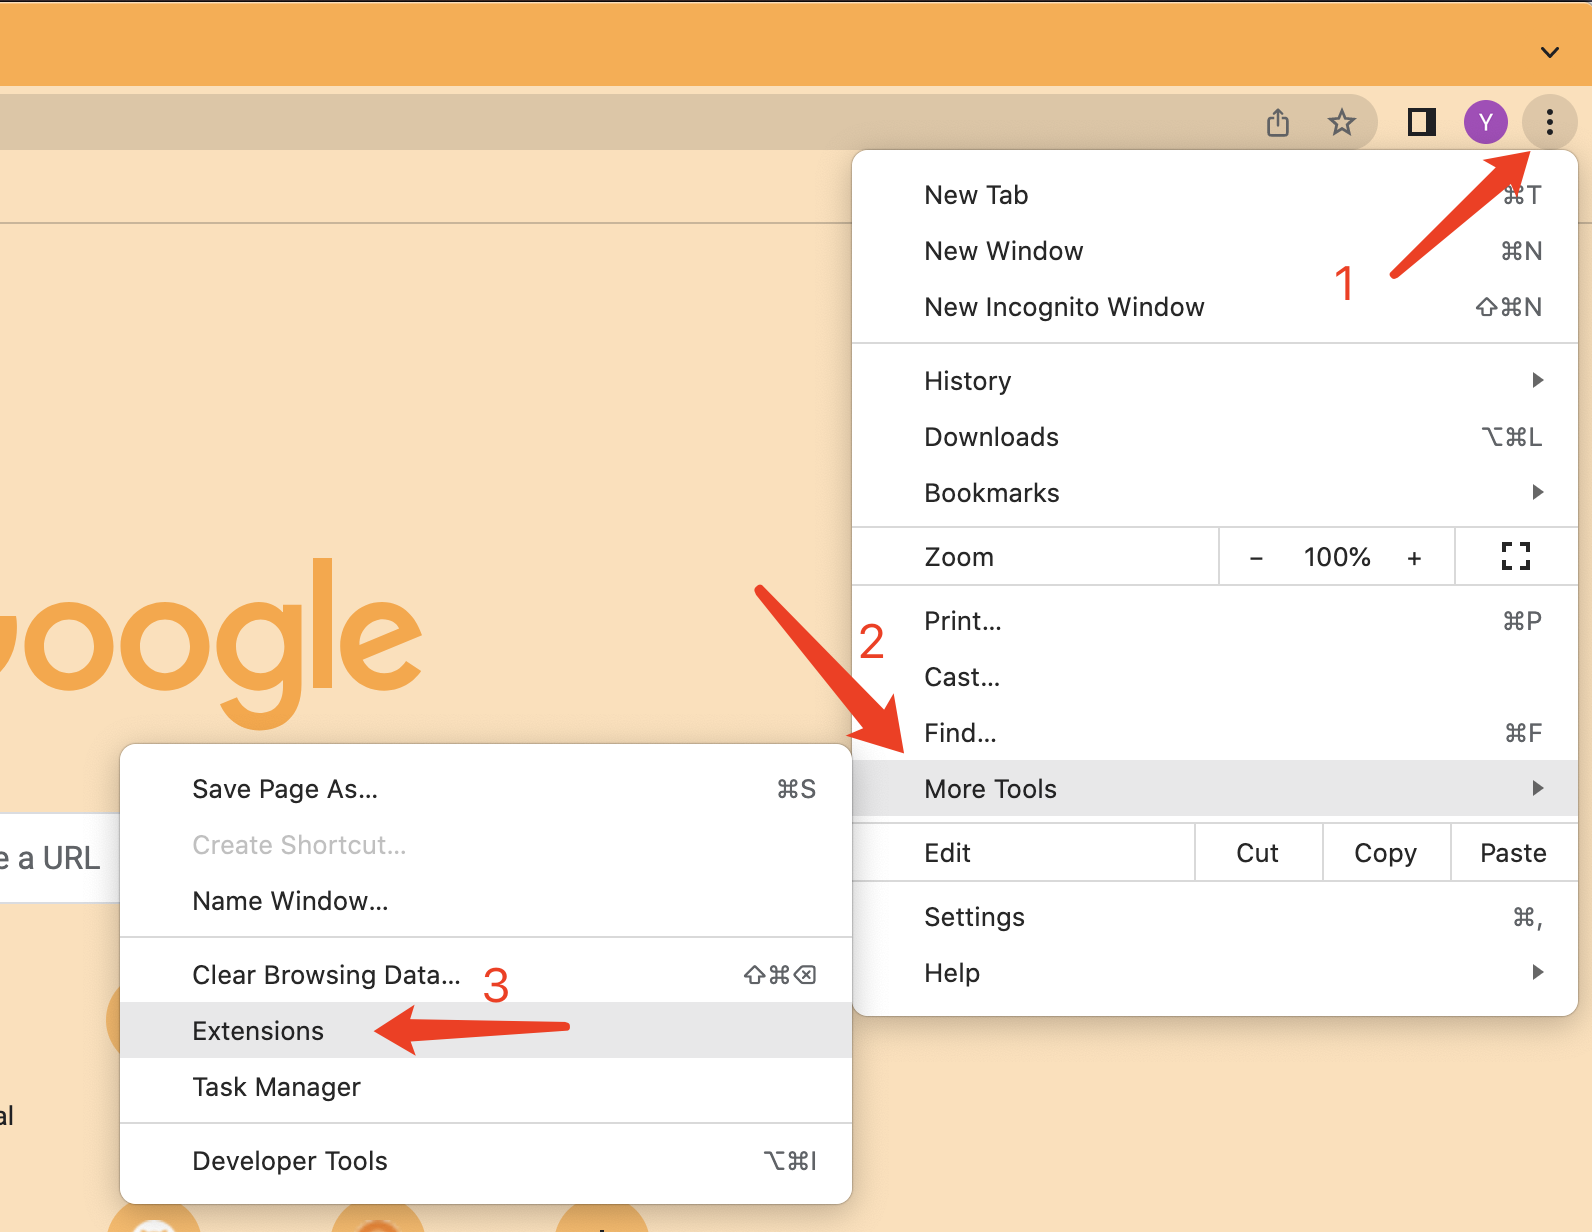 Y
New Tab ⌘T
New Window ⌘N
1
New Incognito Window ⇧⌘N
History
Downloads ⌥⌘L
Bookmarks
Zoom − 100% +
Print... ⌘P
2
Cast...
Find... ⌘F
More Tools
Edit Cut Copy Paste
Settings ⌘,
Help
oogle
Save Page As... ⌘S
Create Shortcut...
Name Window...
Clear Browsing Data... ⇧⌘⌫
3
Extensions
Task Manager
Developer Tools ⌥⌘I
e a URL
al